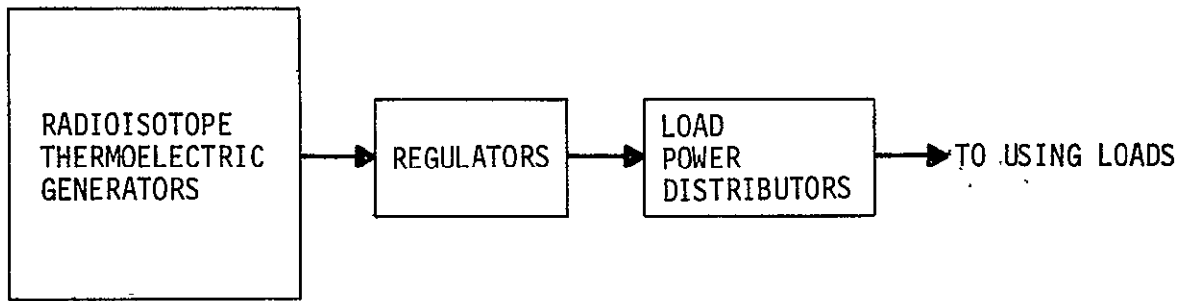 RADIOISOTOPE
THERMOELECTRIC
GENERATORS
REGULATORS
LOAD
POWER
DISTRIBUTORS
TO USING LOADS